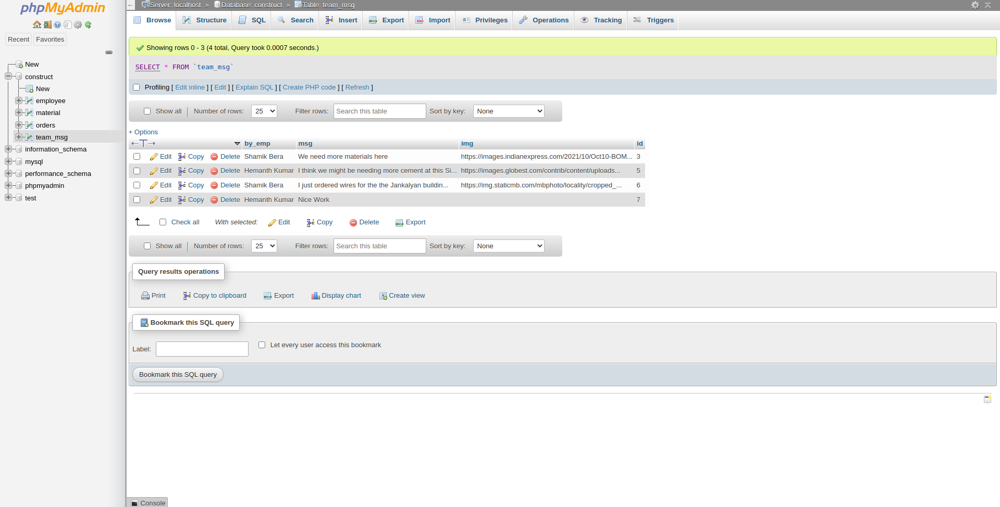 phpMyAdmin
Recent Favorites
New
construct
New
employee
material
orders
team_msg
information_schema
mysql
performance_schema
phpmyadmin
test
Server: localhost » Database: construct » Table: team_msg
Browse Structure SQL Search Insert Export Import Privileges Operations Tracking Triggers
Showing rows 0 - 3 (4 total, Query took 0.0007 seconds.)
SELECT * FROM `team_msg`
Profiling [ Edit inline ] [ Edit ] [ Explain SQL ] [ Create PHP code ] [ Refresh ]
Show all Number of rows: 25 Filter rows: Search this table Sort by key: None
+ Options
by_emp msg img id
Edit Copy Delete Shamik Bera We need more materials here https://images.indianexpress.com/2021/10/Oct10-BOM... 3
Edit Copy Delete Hemanth Kumar I think we might be needing more cement at this Si... https://images.globest.com/contrib/content/uploads... 5
Edit Copy Delete Shamik Bera I just ordered wires for the the Jankalyan buildin... https://img.staticmb.com/mbphoto/locality/cropped_... 6
Edit Copy Delete Hemanth Kumar Nice Work 7
Check all With selected: Edit Copy Delete Export
Show all Number of rows: 25 Filter rows: Search this table Sort by key: None
Query results operations
Print Copy to clipboard Export Display chart Create view
Bookmark this SQL query
Label: Let every user access this bookmark
Bookmark this SQL query
Console